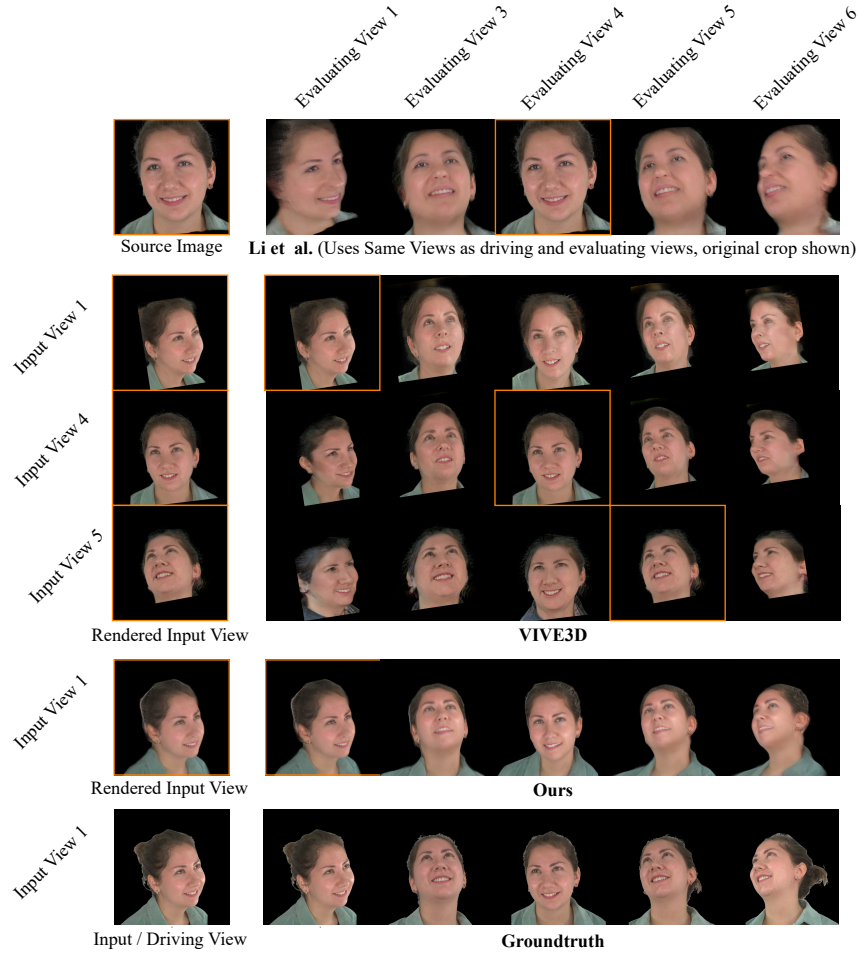 Evaluating View 1
Evaluating View 3
Evaluating View 4
Evaluating View 5
Evaluating View 6
Source Image
Li et al. (Uses Same Views as driving and evaluating views, original crop shown)
Input View 1
Input View 4
Input View 5
Rendered Input View
VIVE3D
Input View 1
Rendered Input View
Ours
Input View 1
Input / Driving View
Groundtruth